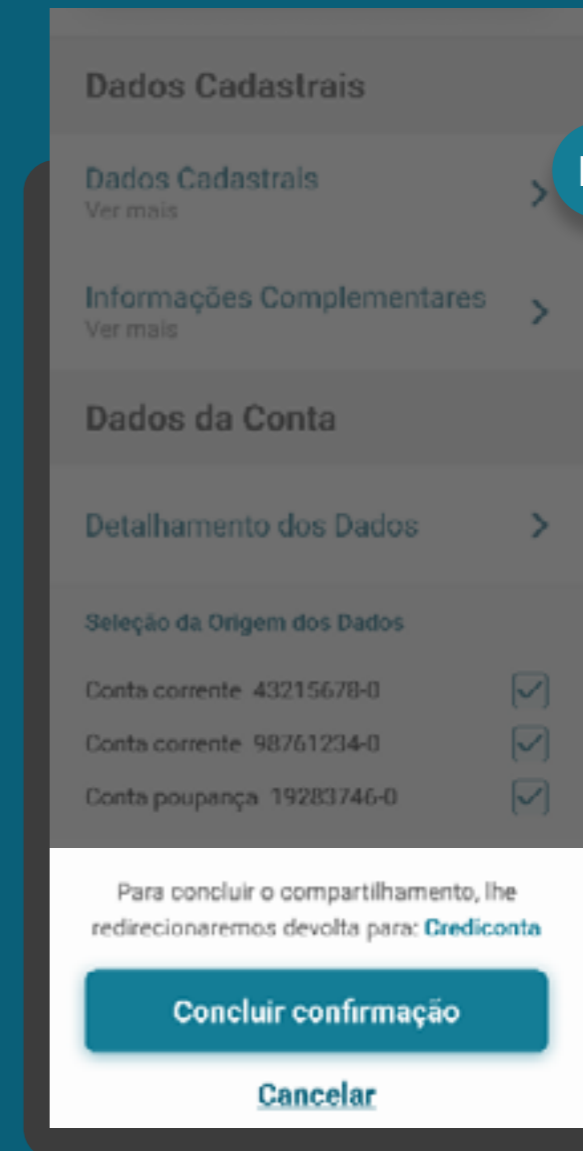 Dados Cadastrais
Dados Cadastrais
Ver mais
Informações Complementares
Ver mais
Dados da Conta
Detalhamento dos Dados
Seleção da Origem dos Dados
Conta corrente 43215678-0
Conta corrente 98761234-0
Conta poupança 19283746-0
Para concluir o compartilhamento, lhe
redirecionaremos devolta para: Crediconta
Concluir confirmação
Cancelar